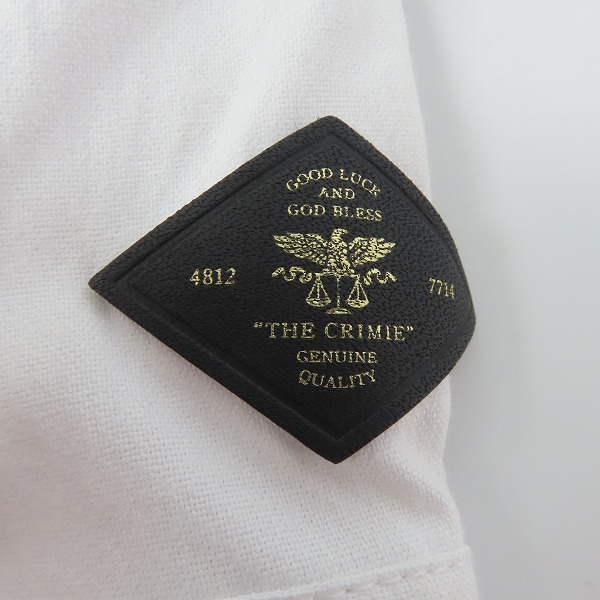 GOOD LUCK
AND
GOD BLESS
4812
7714
"THE CRIMIE"
GENUINE
QUALITY